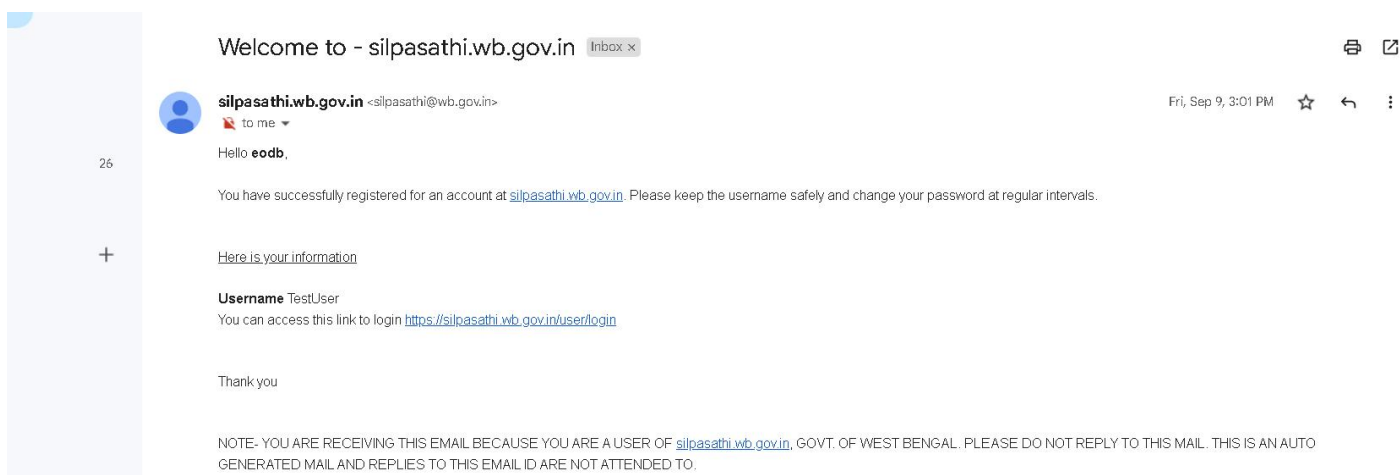 Welcome to - silpasathi.wb.gov.in Inbox ×
silpasathi.wb.gov.in <silpasathi@wb.gov.in> Fri, Sep 9, 3:01 PM
to me
Hello eodb,
26
You have successfully registered for an account at silpasathi.wb.gov.in. Please keep the username safely and change your password at regular intervals.
Here is your information
Username TestUser
You can access this link to login https://silpasathi.wb.gov.in/user/login
Thank you
NOTE- YOU ARE RECEIVING THIS EMAIL BECAUSE YOU ARE A USER OF silpasathi.wb.gov.in, GOVT. OF WEST BENGAL. PLEASE DO NOT REPLY TO THIS MAIL. THIS IS AN AUTO
GENERATED MAIL AND REPLIES TO THIS EMAIL ID ARE NOT ATTENDED TO.